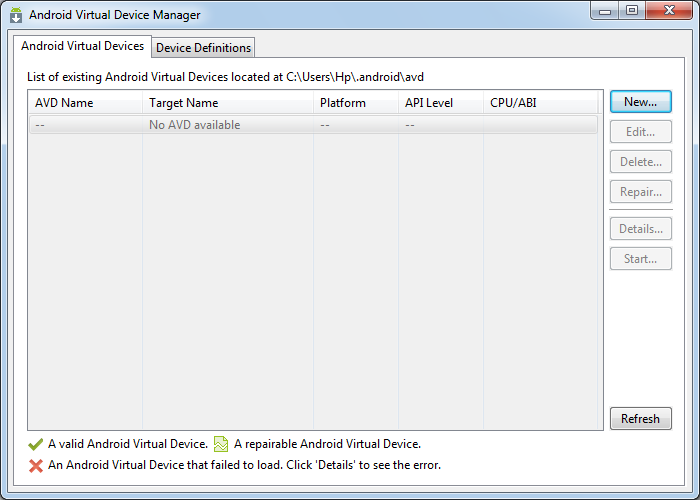 Android Virtual Device Manager
Android Virtual Devices
Device Definitions
List of existing Android Virtual Devices located at C:\Users\Hp\.android\avd
AVD Name Target Name Platform API Level CPU/ABI
-- No AVD available -- --
New...
Edit...
Delete...
Repair...
Details...
Start...
Refresh
A valid Android Virtual Device. A repairable Android Virtual Device.
An Android Virtual Device that failed to load. Click 'Details' to see the error.